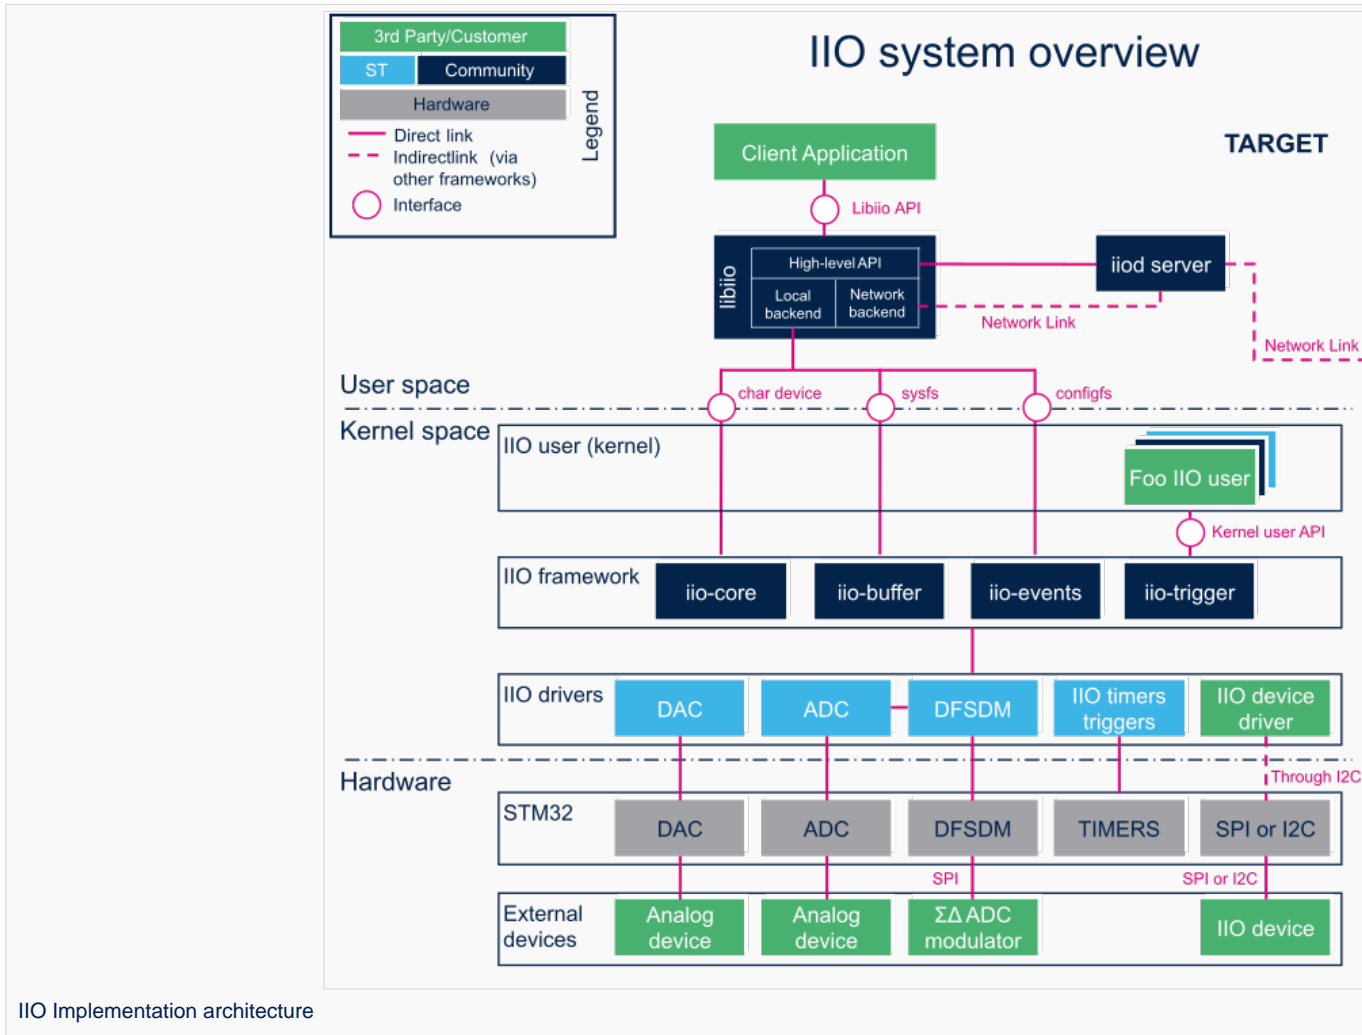 3rd Party/Customer
ST
Community
Hardware
Direct link
Indirectlink (via
other frameworks)
Interface
Legend
IIO system overview
TARGET
Client Application
Libiio API
libiio
High-level API
Local
backend
Network
backend
iiod server
Network Link
Network Link
User space
char device
sysfs
configfs
Kernel space
IIO user (kernel)
Foo IIO user
Kernel user API
IIO framework
iio-core
iio-buffer
iio-events
iio-trigger
IIO drivers
DAC
ADC
DFSDM
IIO timers
triggers
IIO device
driver
Hardware
Through I2C
STM32
DAC
ADC
DFSDM
TIMERS
SPI or I2C
SPI
SPI or I2C
External
devices
Analog
device
Analog
device
ΣΔ ADC
modulator
IIO device
IIO Implementation architecture